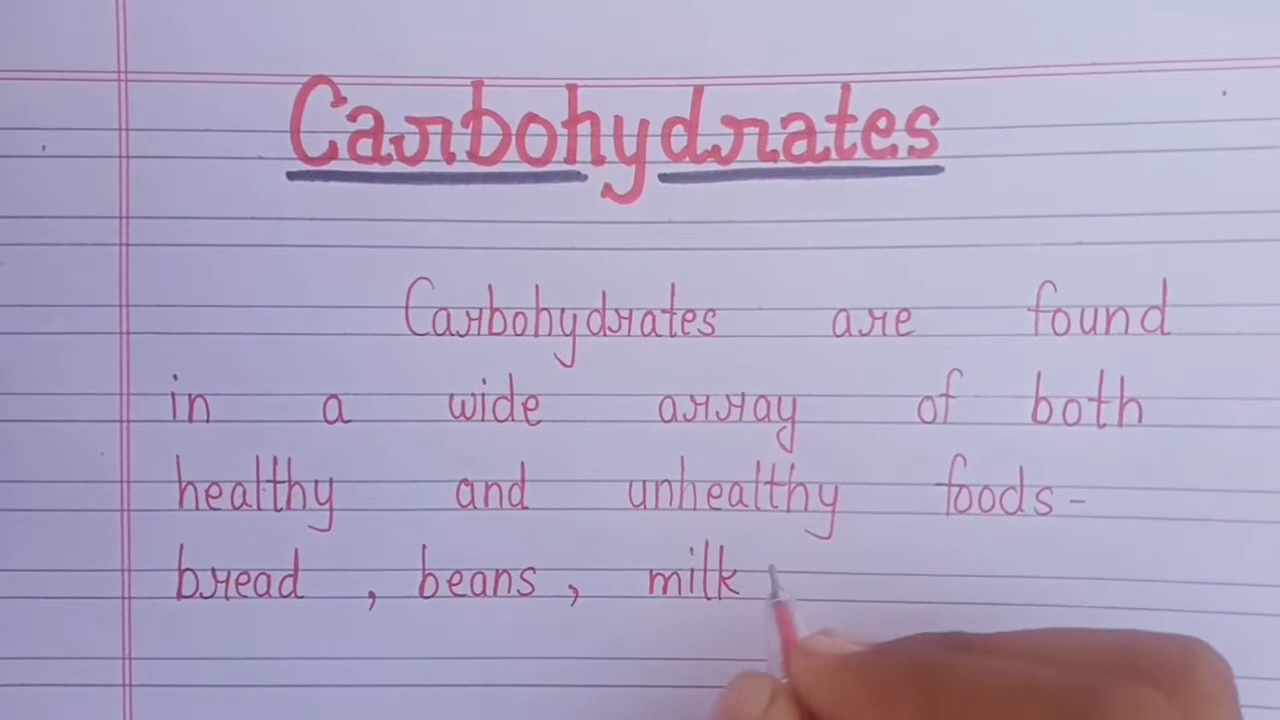 Carbohydrates
Carbohydrates are found
in a wide array of both
healthy and unhealthy foods-
bread , beans, milk